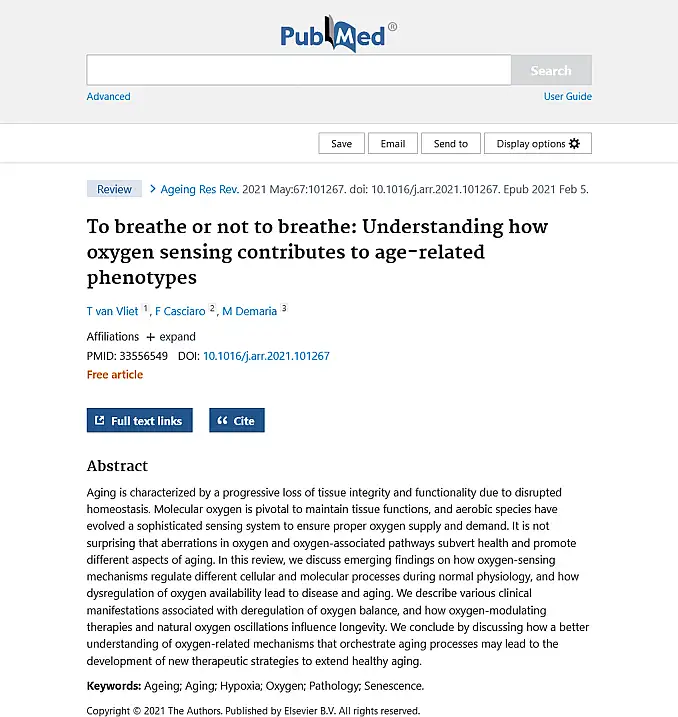 PubMed®
Search
Advanced
User Guide
Save
Email
Send to
Display options
Review
Ageing Res Rev. 2021 May:67:101267. doi: 10.1016/j.arr.2021.101267. Epub 2021 Feb 5.
To breathe or not to breathe: Understanding how
oxygen sensing contributes to age-related
phenotypes
T van Vliet 1, F Casciaro 2, M Demaria 3
Affiliations + expand
PMID: 33556549 DOI: 10.1016/j.arr.2021.101267
Free article
Full text links
Cite
Abstract
Aging is characterized by a progressive loss of tissue integrity and functionality due to disrupted
homeostasis. Molecular oxygen is pivotal to maintain tissue functions, and aerobic species have
evolved a sophisticated sensing system to ensure proper oxygen supply and demand. It is not
surprising that aberrations in oxygen and oxygen-associated pathways subvert health and promote
different aspects of aging. In this review, we discuss emerging findings on how oxygen-sensing
mechanisms regulate different cellular and molecular processes during normal physiology, and how
dysregulation of oxygen availability lead to disease and aging. We describe various clinical
manifestations associated with deregulation of oxygen balance, and how oxygen-modulating
therapies and natural oxygen oscillations influence longevity. We conclude by discussing how a better
understanding of oxygen-related mechanisms that orchestrate aging processes may lead to the
development of new therapeutic strategies to extend healthy aging.
Keywords: Ageing; Aging; Hypoxia; Oxygen; Pathology; Senescence.
Copyright © 2021 The Authors. Published by Elsevier B.V. All rights reserved.